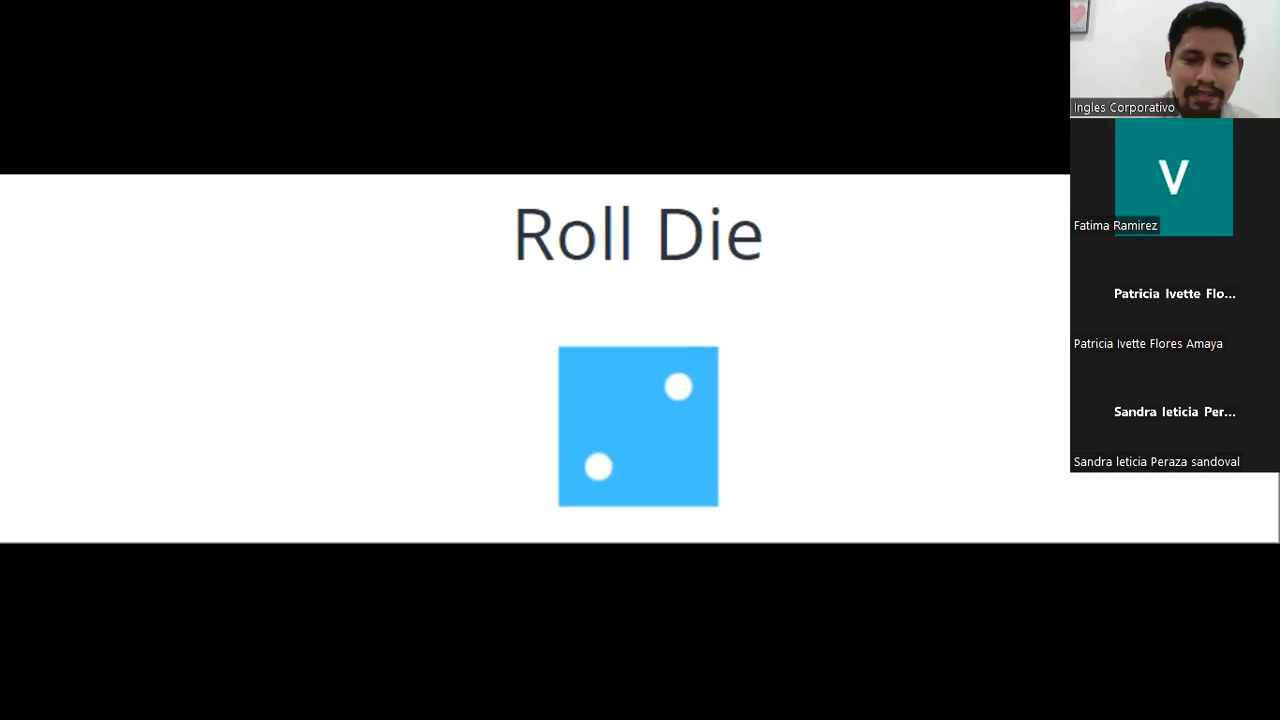 Roll Die
Ingles Corporativo
V
Fatima Ramirez
Patricia Ivette Flo...
Patricia Ivette Flores Amaya
Sandra leticia Per...
Sandra leticia Peraza sandoval